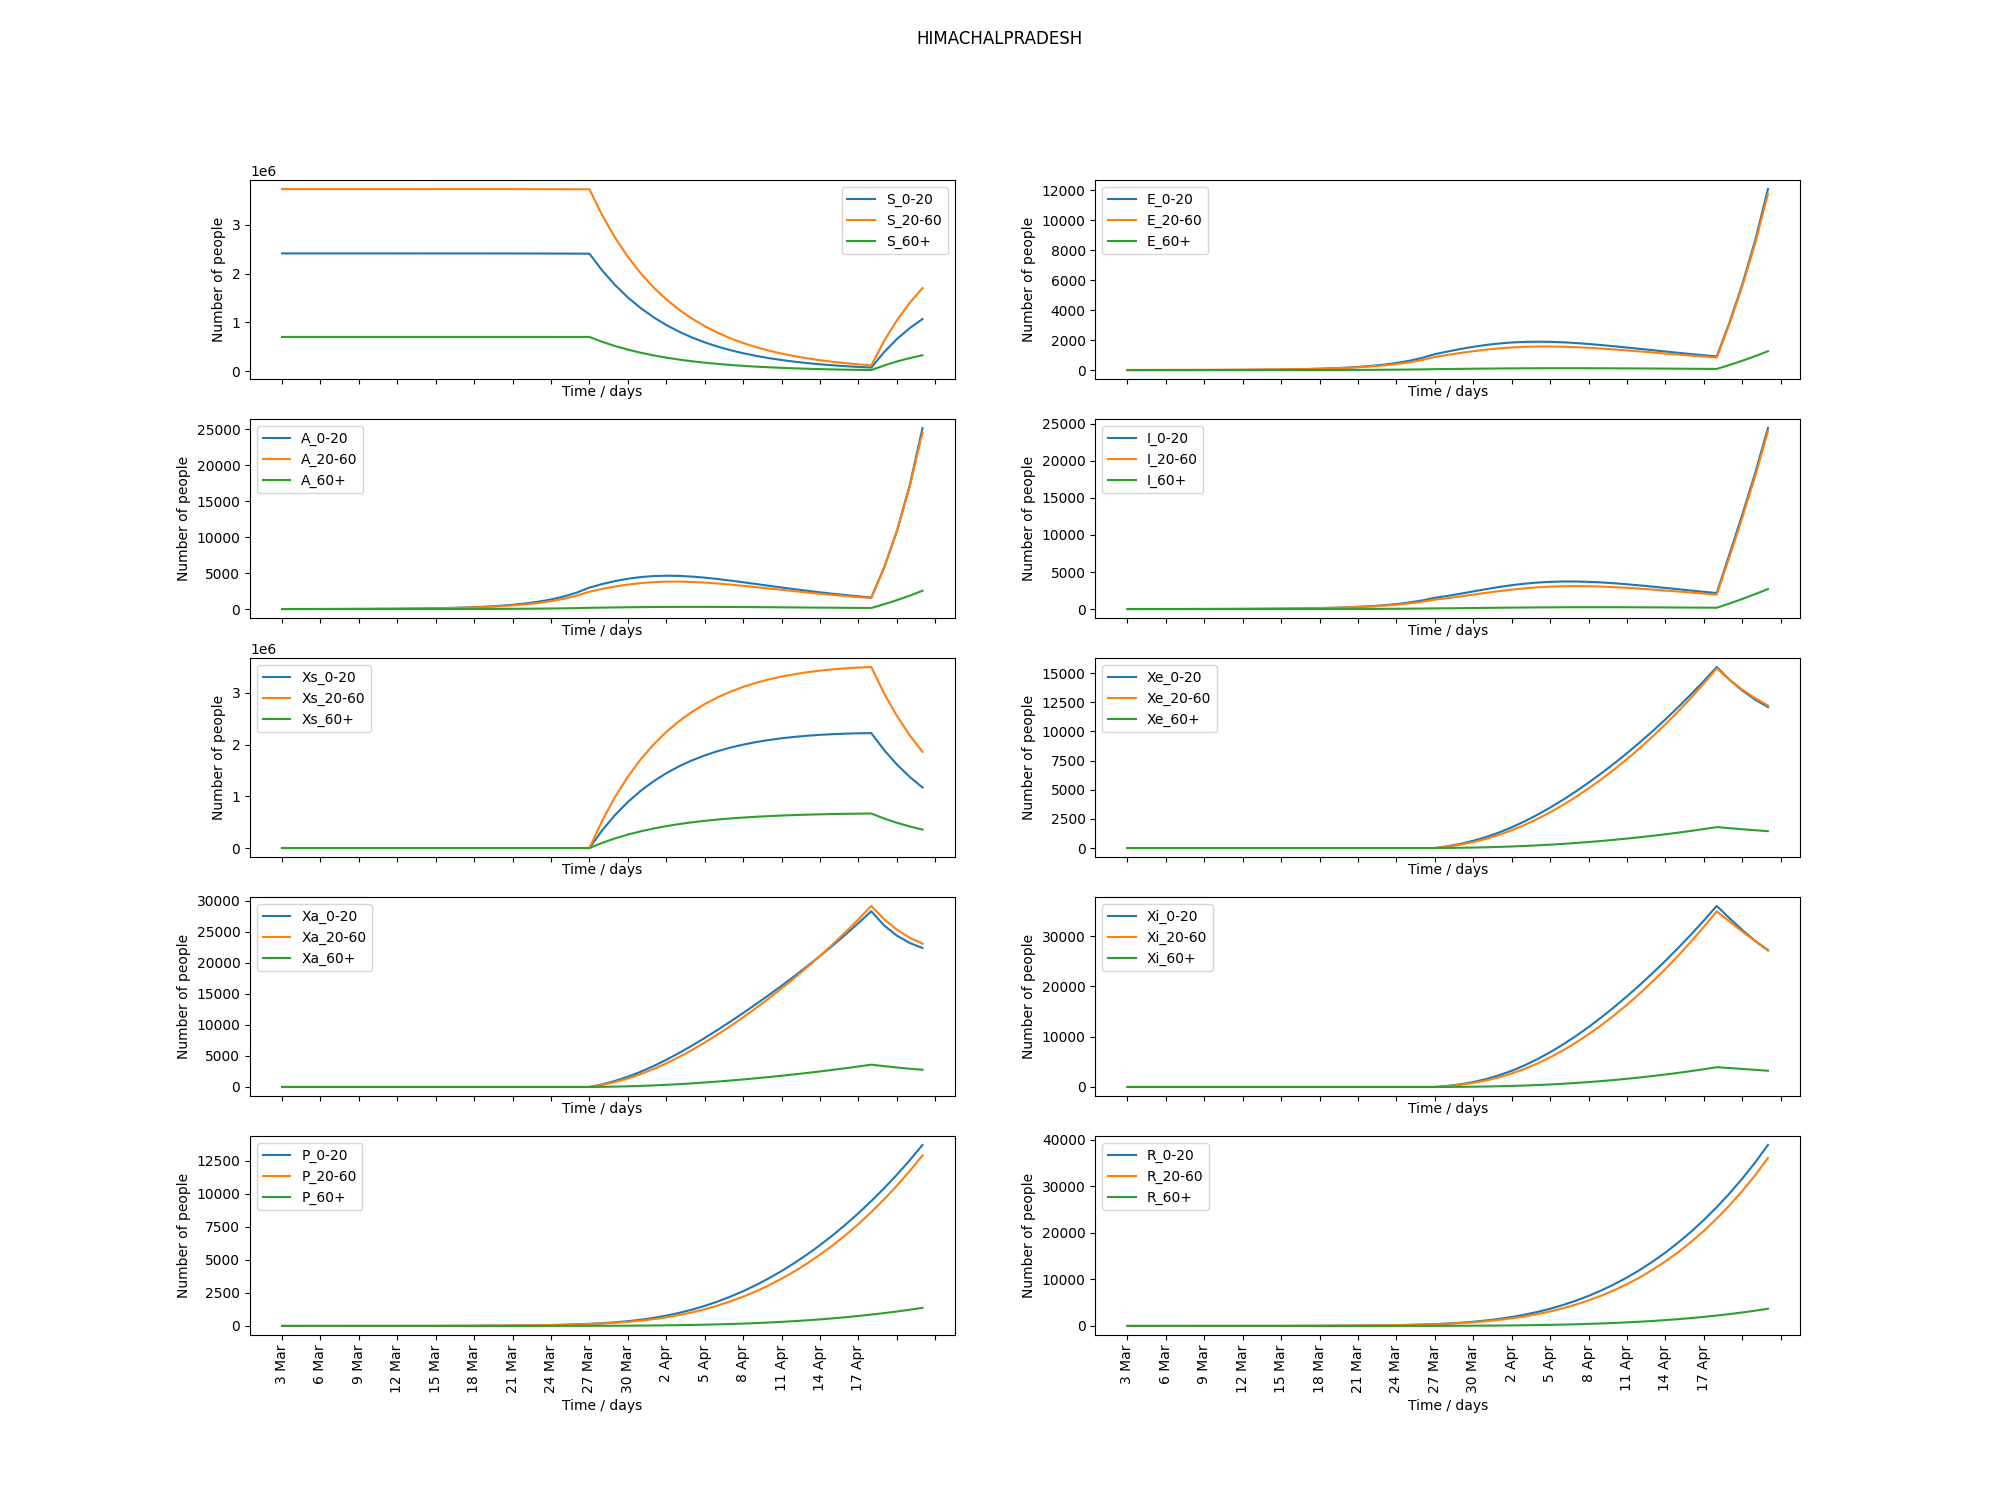 HIMACHALPRADESH
1e6
Number of people
3
2
1
0
S_0-20
S_20-60
S_60+
Time / days
Number of people
12000
10000
8000
6000
4000
2000
0
E_0-20
E_20-60
E_60+
Time / days
Number of people
25000
20000
15000
10000
5000
0
A_0-20
A_20-60
A_60+
Time / days
Number of people
25000
20000
15000
10000
5000
0
I_0-20
I_20-60
I_60+
Time / days
1e6
Number of people
3
2
1
0
Xs_0-20
Xs_20-60
Xs_60+
Time / days
Number of people
15000
12500
10000
7500
5000
2500
0
Xe_0-20
Xe_20-60
Xe_60+
Time / days
Number of people
30000
25000
20000
15000
10000
5000
0
Xa_0-20
Xa_20-60
Xa_60+
Time / days
Number of people
30000
20000
10000
0
Xi_0-20
Xi_20-60
Xi_60+
Time / days
Number of people
12500
10000
7500
5000
2500
0
P_0-20
P_20-60
P_60+
3 Mar
6 Mar
9 Mar
12 Mar
15 Mar
18 Mar
21 Mar
24 Mar
27 Mar
30 Mar
2 Apr
5 Apr
8 Apr
11 Apr
14 Apr
17 Apr
Time / days
Number of people
40000
30000
20000
10000
0
R_0-20
R_20-60
R_60+
3 Mar
6 Mar
9 Mar
12 Mar
15 Mar
18 Mar
21 Mar
24 Mar
27 Mar
30 Mar
2 Apr
5 Apr
8 Apr
11 Apr
14 Apr
17 Apr
Time / days